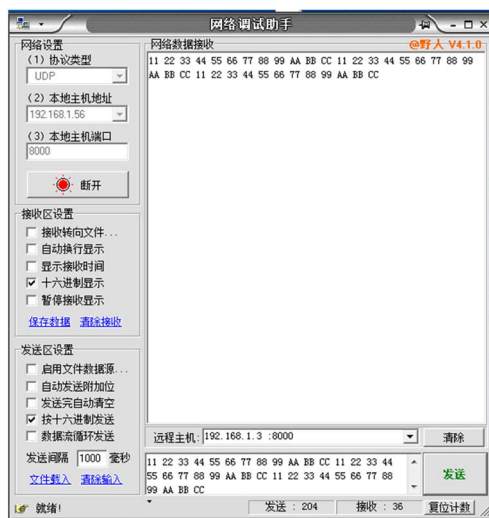 网络调试助手
网络设置
(1) 协议类型
UDP
(2) 本地主机地址
192.168.1.56
(3) 本地主机端口
8000
断开
接收区设置
接收转向文件...
自动换行显示
显示接收时间
十六进制显示
暂停接收显示
保存数据 清除接收
发送区设置
启用文件数据源...
自动发送附加位
发送完自动清空
按十六进制发送
数据流循环发送
发送间隔 1000 毫秒
文件载入 清除输入
网络数据接收 @野人 V4.1.0
11 22 33 44 55 66 77 88 99 AA BB CC 11 22 33 44 55 66 77 88 99
AA BB CC 11 22 33 44 55 66 77 88 99 AA BB CC
远程主机: 192.168.1.3 :8000 清除
11 22 33 44 55 66 77 88 99 AA BB CC 11 22 33 44
55 66 77 88 99 AA BB CC 11 22 33 44 55 66 77 88
99 AA BB CC
发送
就绪! 发送 : 204 接收 : 36 复位计数